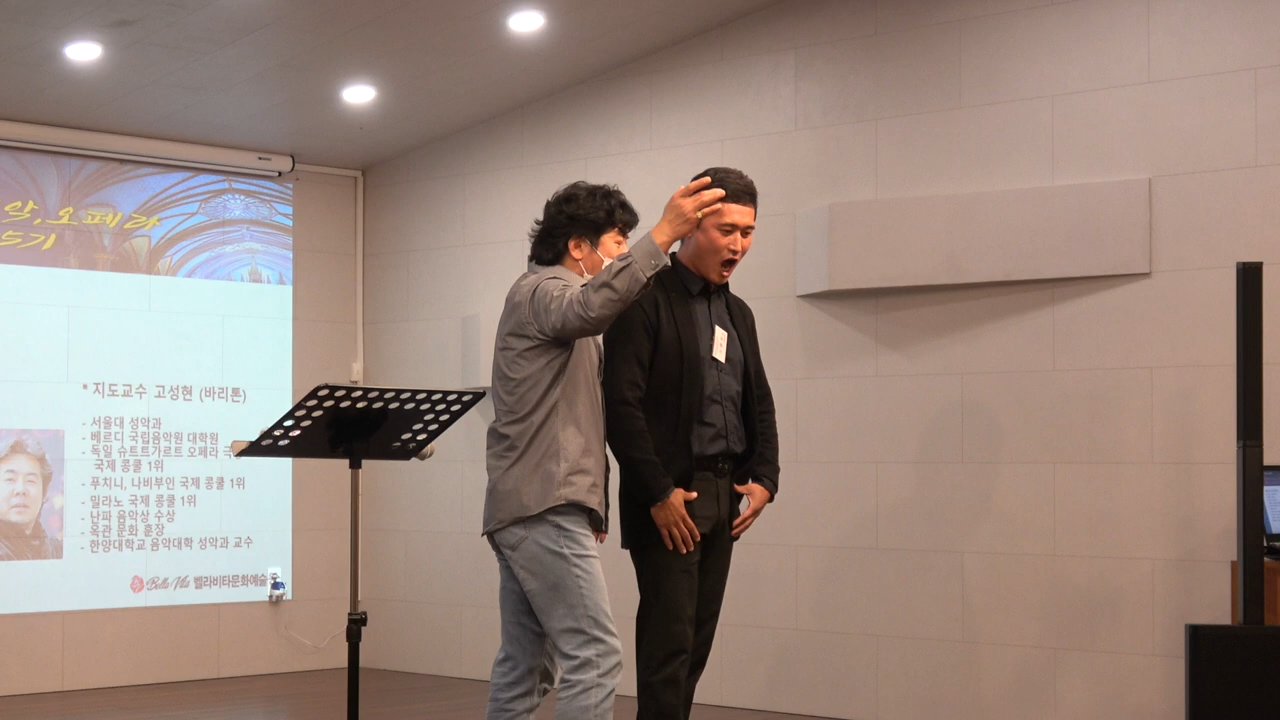 악, 오페라
5기
* 지도교수 고성현 (바리톤)
- 서울대 성악과
- 베르디 국립음악원 대학원
- 독일 슈트트가르트 오페라
국제 콩쿨 1위
- 푸치니, 나비부인 국제 콩쿨 1위
- 밀라노 국제 콩쿨 1위
- 난파 음악상 수상
- 옥관 문화 훈장
- 한양대학교 음악대학 성악과 교수
Bella Vita 벨라비타문화예술